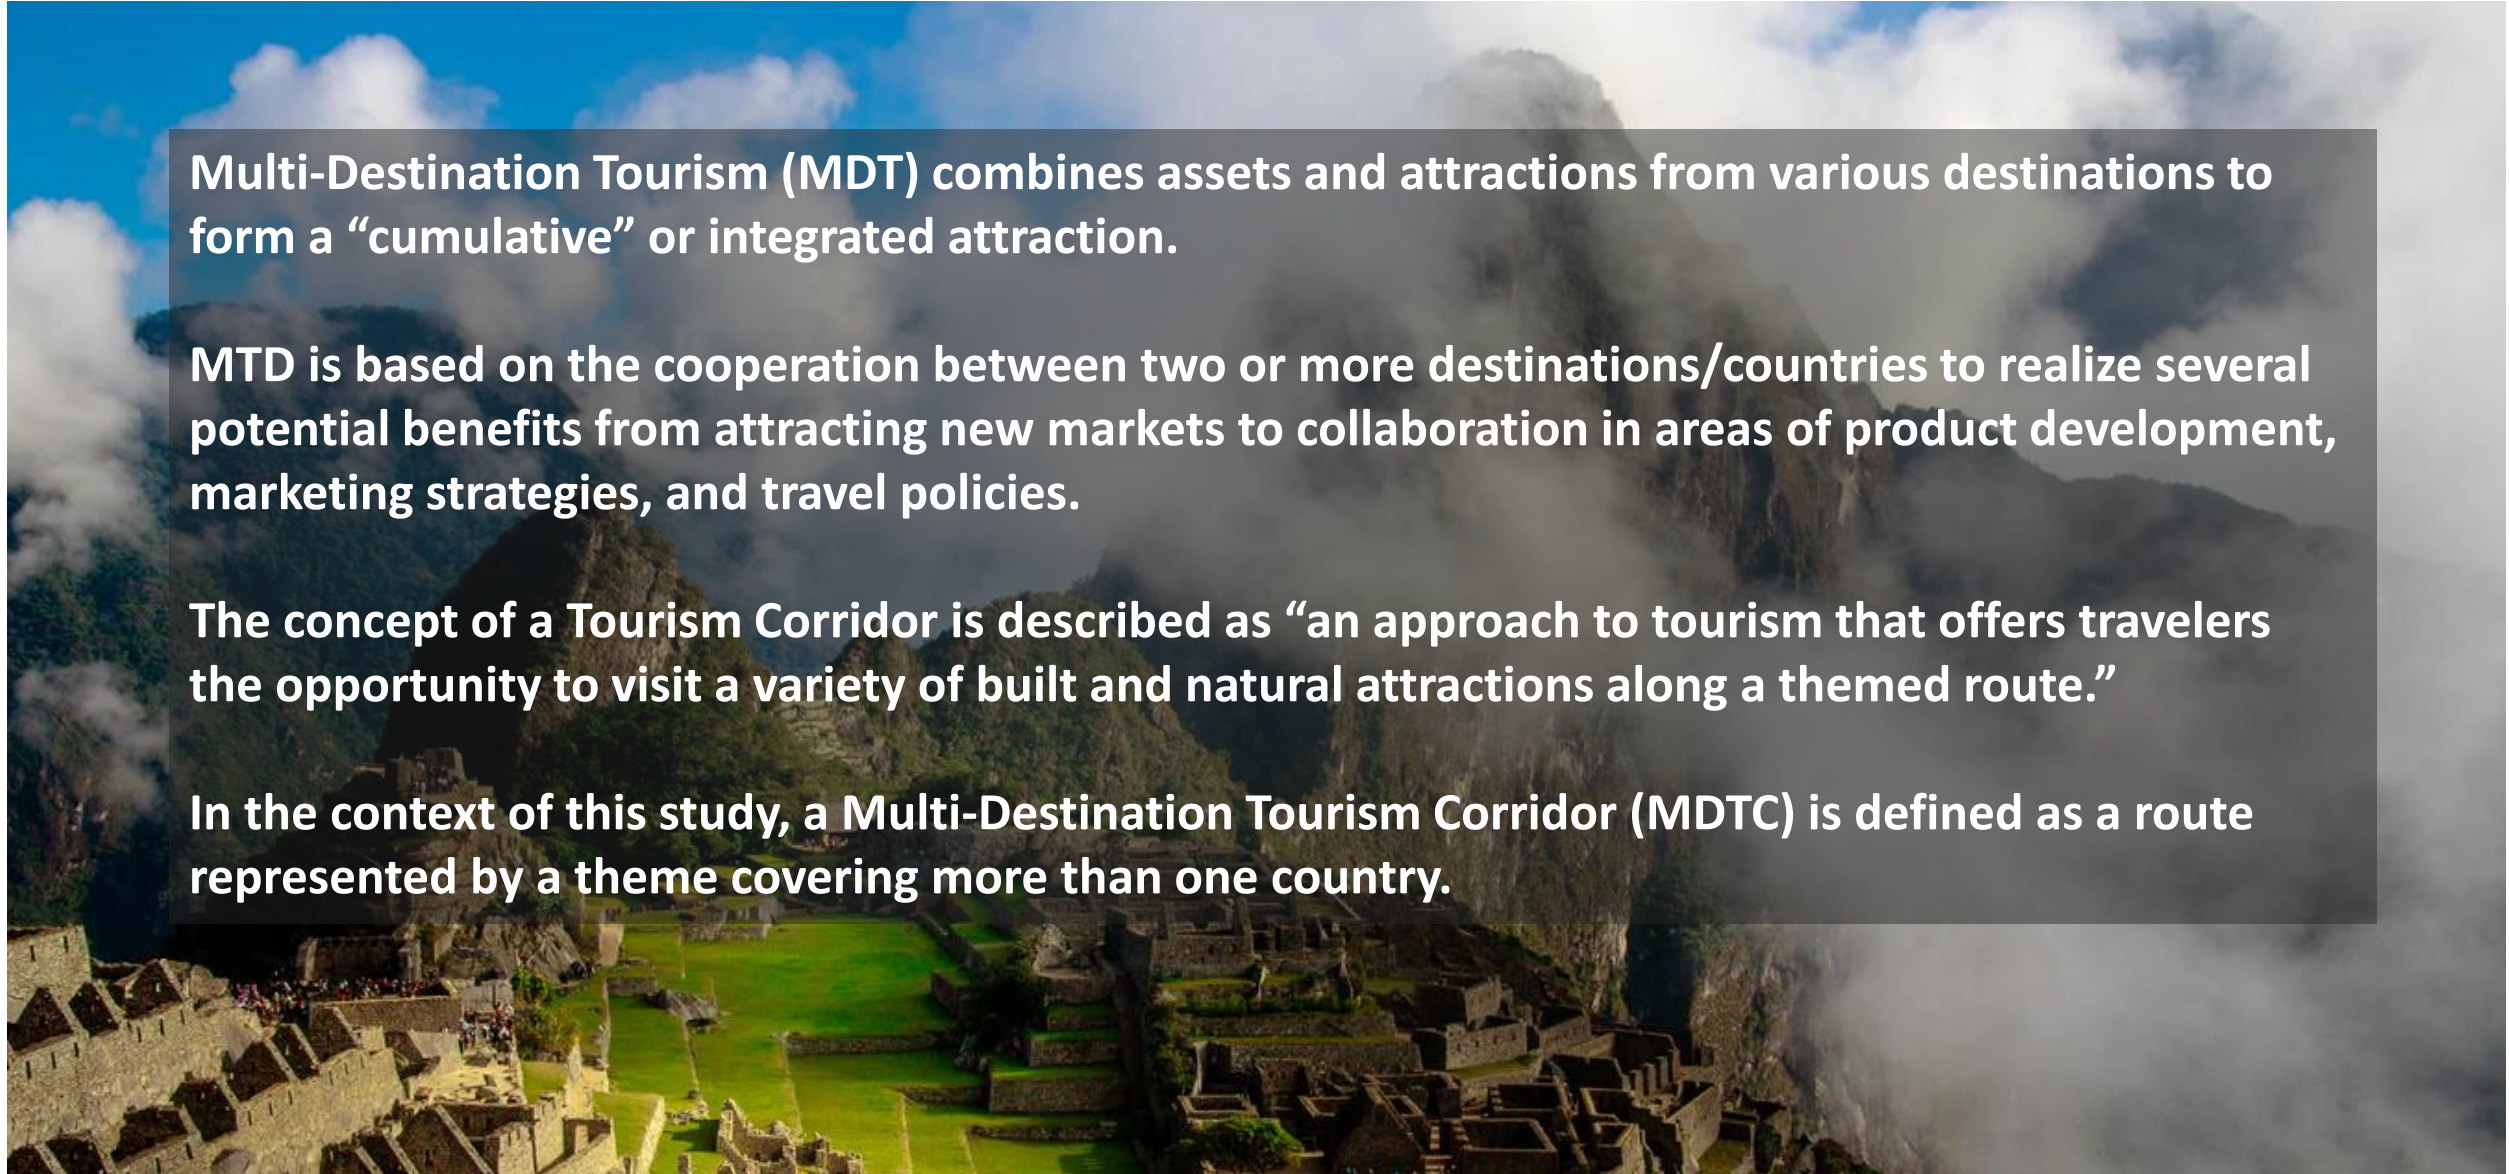 Multi-Destination Tourism (MDT) combines assets and attractions from various destinations to
form a “cumulative” or integrated attraction.
MTD is based on the cooperation between two or more destinations/countries to realize several
potential benefits from attracting new markets to collaboration in areas of product development,
marketing strategies, and travel policies.
The concept of a Tourism Corridor is described as “an approach to tourism that offers travelers
the opportunity to visit a variety of built and natural attractions along a themed route.”
In the context of this study, a Multi-Destination Tourism Corridor (MDTC) is defined as a route
represented by a theme covering more than one country.